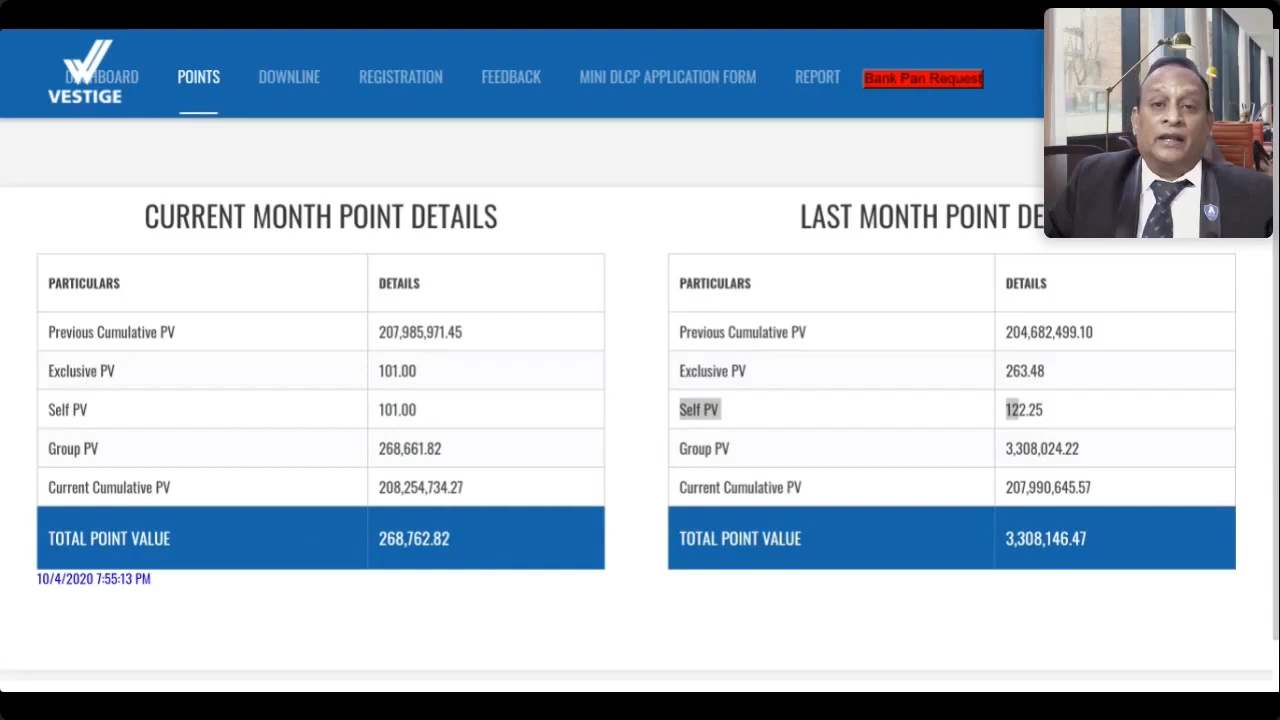 DASHBOARD POINTS DOWNLINE REGISTRATION FEEDBACK MINI DLCP APPLICATION FORM REPORT Bank Pan Request
VESTIGE
CURRENT MONTH POINT DETAILS
PARTICULARS DETAILS
Previous Cumulative PV 207,985,971.45
Exclusive PV 101.00
Self PV 101.00
Group PV 268,661.82
Current Cumulative PV 208,254,734.27
TOTAL POINT VALUE 268,762.82
10/4/2020 7:55:13 PM
LAST MONTH POINT DE
PARTICULARS DETAILS
Previous Cumulative PV 204,682,499.10
Exclusive PV 263.48
Self PV 122.25
Group PV 3,308,024.22
Current Cumulative PV 207,990,645.57
TOTAL POINT VALUE 3,308,146.47